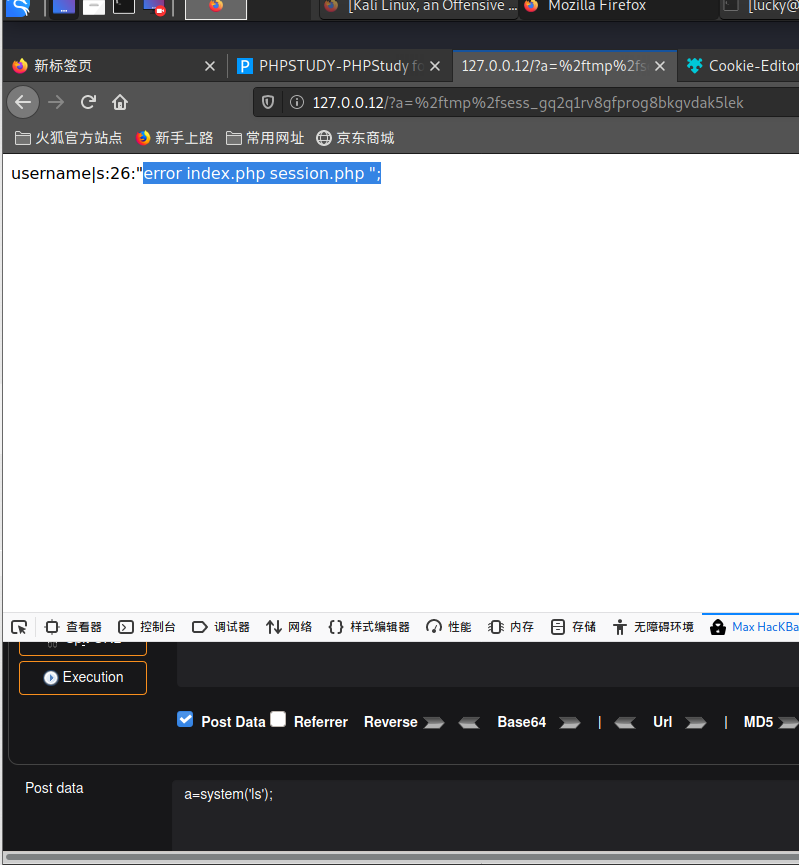 [Kali Linux, an Offensive ...
Mozilla Firefox
[lucky@
新标签页
PHPSTUDY-PHPStudy fo
127.0.0.12/?a=%2ftmp%2fs
Cookie-Editor
127.0.0.12/?a=%2ftmp%2fsess_gq2q1rv8gfprog8bkgvdak5lek
火狐官方站点
新手上路
常用网址
京东商城
username|s:26:"error index.php session.php ";
查看器
控制台
调试器
网络
样式编辑器
性能
内存
存储
无障碍环境
Max HacKBa
Execution
Post Data
Referrer
Reverse
Base64
|
Url
|
MD5
Post data
a=system('ls');